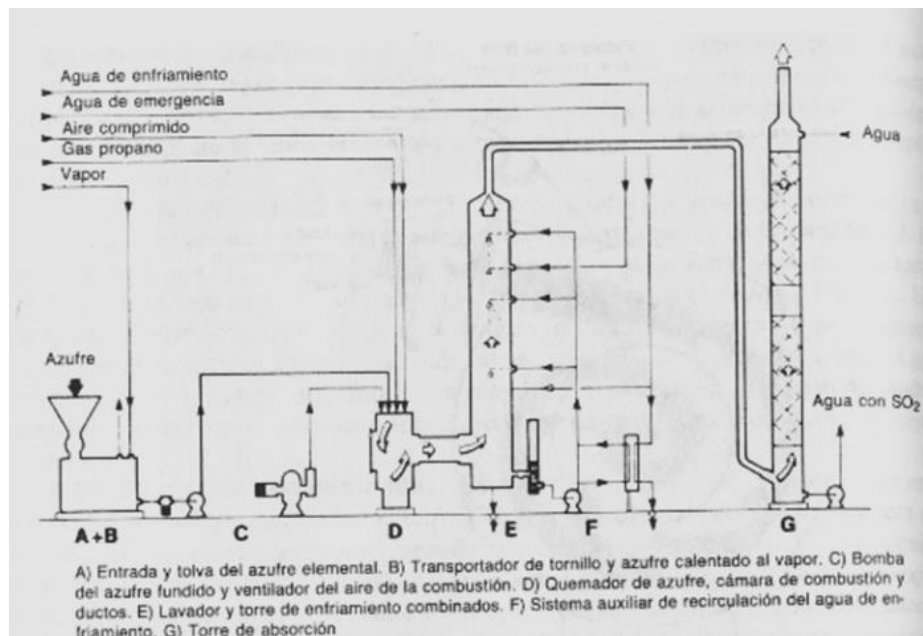 Agua de enfriamiento
Agua de emergencia
Aire comprimido
Gas propano
Vapor
Agua
Azufre
Agua con SO2
A+B
C
D
E
F
G
A) Entrada y tolva del azufre elemental. B) Transportador de tornillo y azufre calentado al vapor. C) Bomba
del azufre fundido y ventilador del aire de la combustión. D) Quemador de azufre, cámara de combustión y
ductos. E) Lavador y torre de enfriamiento combinados. F) Sistema auxiliar de recirculación del agua de en-
friamiento. G) Torre de absorción